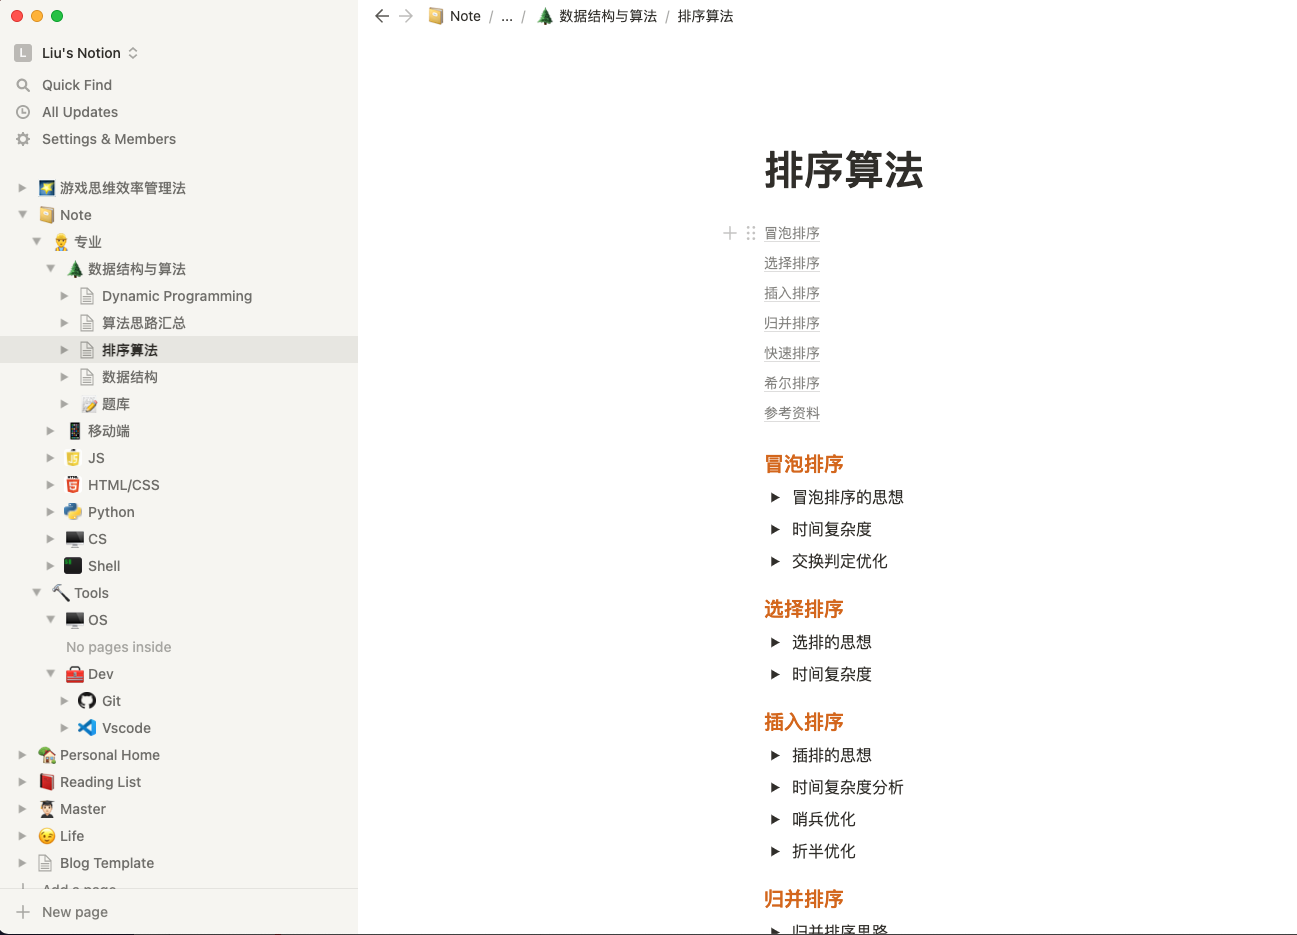 Note / ... / 数据结构与算法 / 排序算法
L Liu's Notion
Quick Find
All Updates
Settings & Members
游戏思维效率管理法
Note
专业
数据结构与算法
Dynamic Programming
算法思路汇总
排序算法
数据结构
题库
移动端
JS
HTML/CSS
Python
CS
Shell
Tools
OS
No pages inside
Dev
Git
Vscode
Personal Home
Reading List
Master
Life
Blog Template
Add a page
New page
排序算法
冒泡排序
选择排序
插入排序
归并排序
快速排序
希尔排序
参考资料
冒泡排序
冒泡排序的思想
时间复杂度
交换判定优化
选择排序
选排的思想
时间复杂度
插入排序
插排的思想
时间复杂度分析
哨兵优化
折半优化
归并排序
归并排序思路